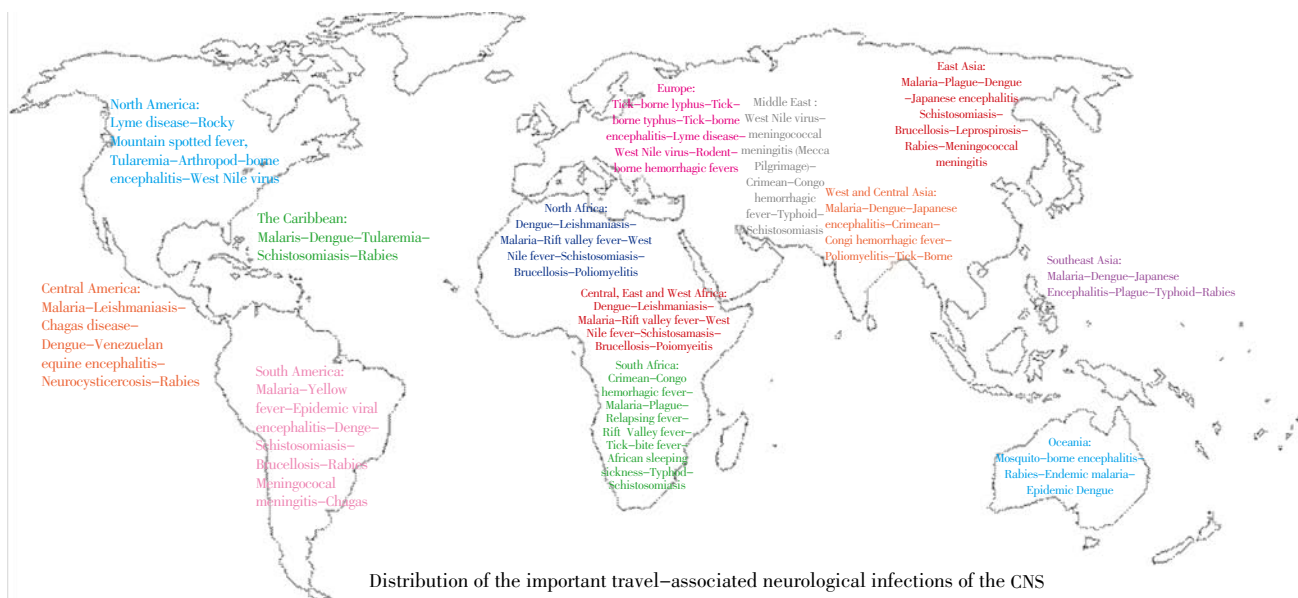 North America:
Lyme disease–Rocky
Mountain spotted fever,
Tularemia–Arthropod–borne
encephalitis–West Nile virus
The Caribbean:
Malaris–Dengue–Tularemia–
Schistosomiasis–Rabies
Central America:
Malaria–Leishmaniasis–
Chagas disease–
Dengue–Venezuelan
equine encephalitis–
Neurocysticercosis–Rabies
South America:
Malaria–Yellow
fever–Epidemic viral
encephalitis–Denge–
Schistosomiasis–
Brucellosis–Rabies
Meningococal
meningitis–Chagas
Europe:
Tick–borne lyphus–Tick–
borne typhus–Tick–borne
encephalitis–Lyme disease–
West Nile virus–Rodent–
borne hemorrhagic fevers
Middle East :
West Nile virus–
meningococcal
meningitis (Mecca
Pilgrimage)–
Crimean–Congo
hemorrhagic
fever–Typhoid–
Schistosomiasis
East Asia:
Malaria–Plague–Dengue
–Japanese encephalitis
Schistosomiasis–
Brucellosis–Leprospirosis–
Rabies–Meningococcal
meningitis
West and Central Asia:
Malaria–Dengue–Japanese
encephalitis–Crimean–
Congi hemorrhagic fever–
Poliomyelitis–Tick–Borne
North Africa:
Dengue–Leishmaniasis–
Malaria–Rift valley fever–West
Nile fever–Schistosomiasis–
Brucellosis–Poliomyelitis
Southeast Asia:
Malaria–Dengue–Japanese
Encephalitis–Plague–Typhoid–Rabies
Central, East and West Africa:
Dengue–Leishmaniasis–
Malaria–Rift valley fever–West
Nile fever–Schistosamasis–
Brucellosis–Poiomyeitis
South Africa:
Crimean–Congo
hemorhagic fever–
Malaria–Plague–
Relapsing fever–
Rift Valley fever–
Tick–bite fever–
African sleeping
sickness–Typhod–
Schistosomiasis
Oceania:
Mosquito–borne encephalitis–
Rabies–Endemic malaria–
Epidemic Dengue
Distribution of the important travel–associated neurological infections of the CNS